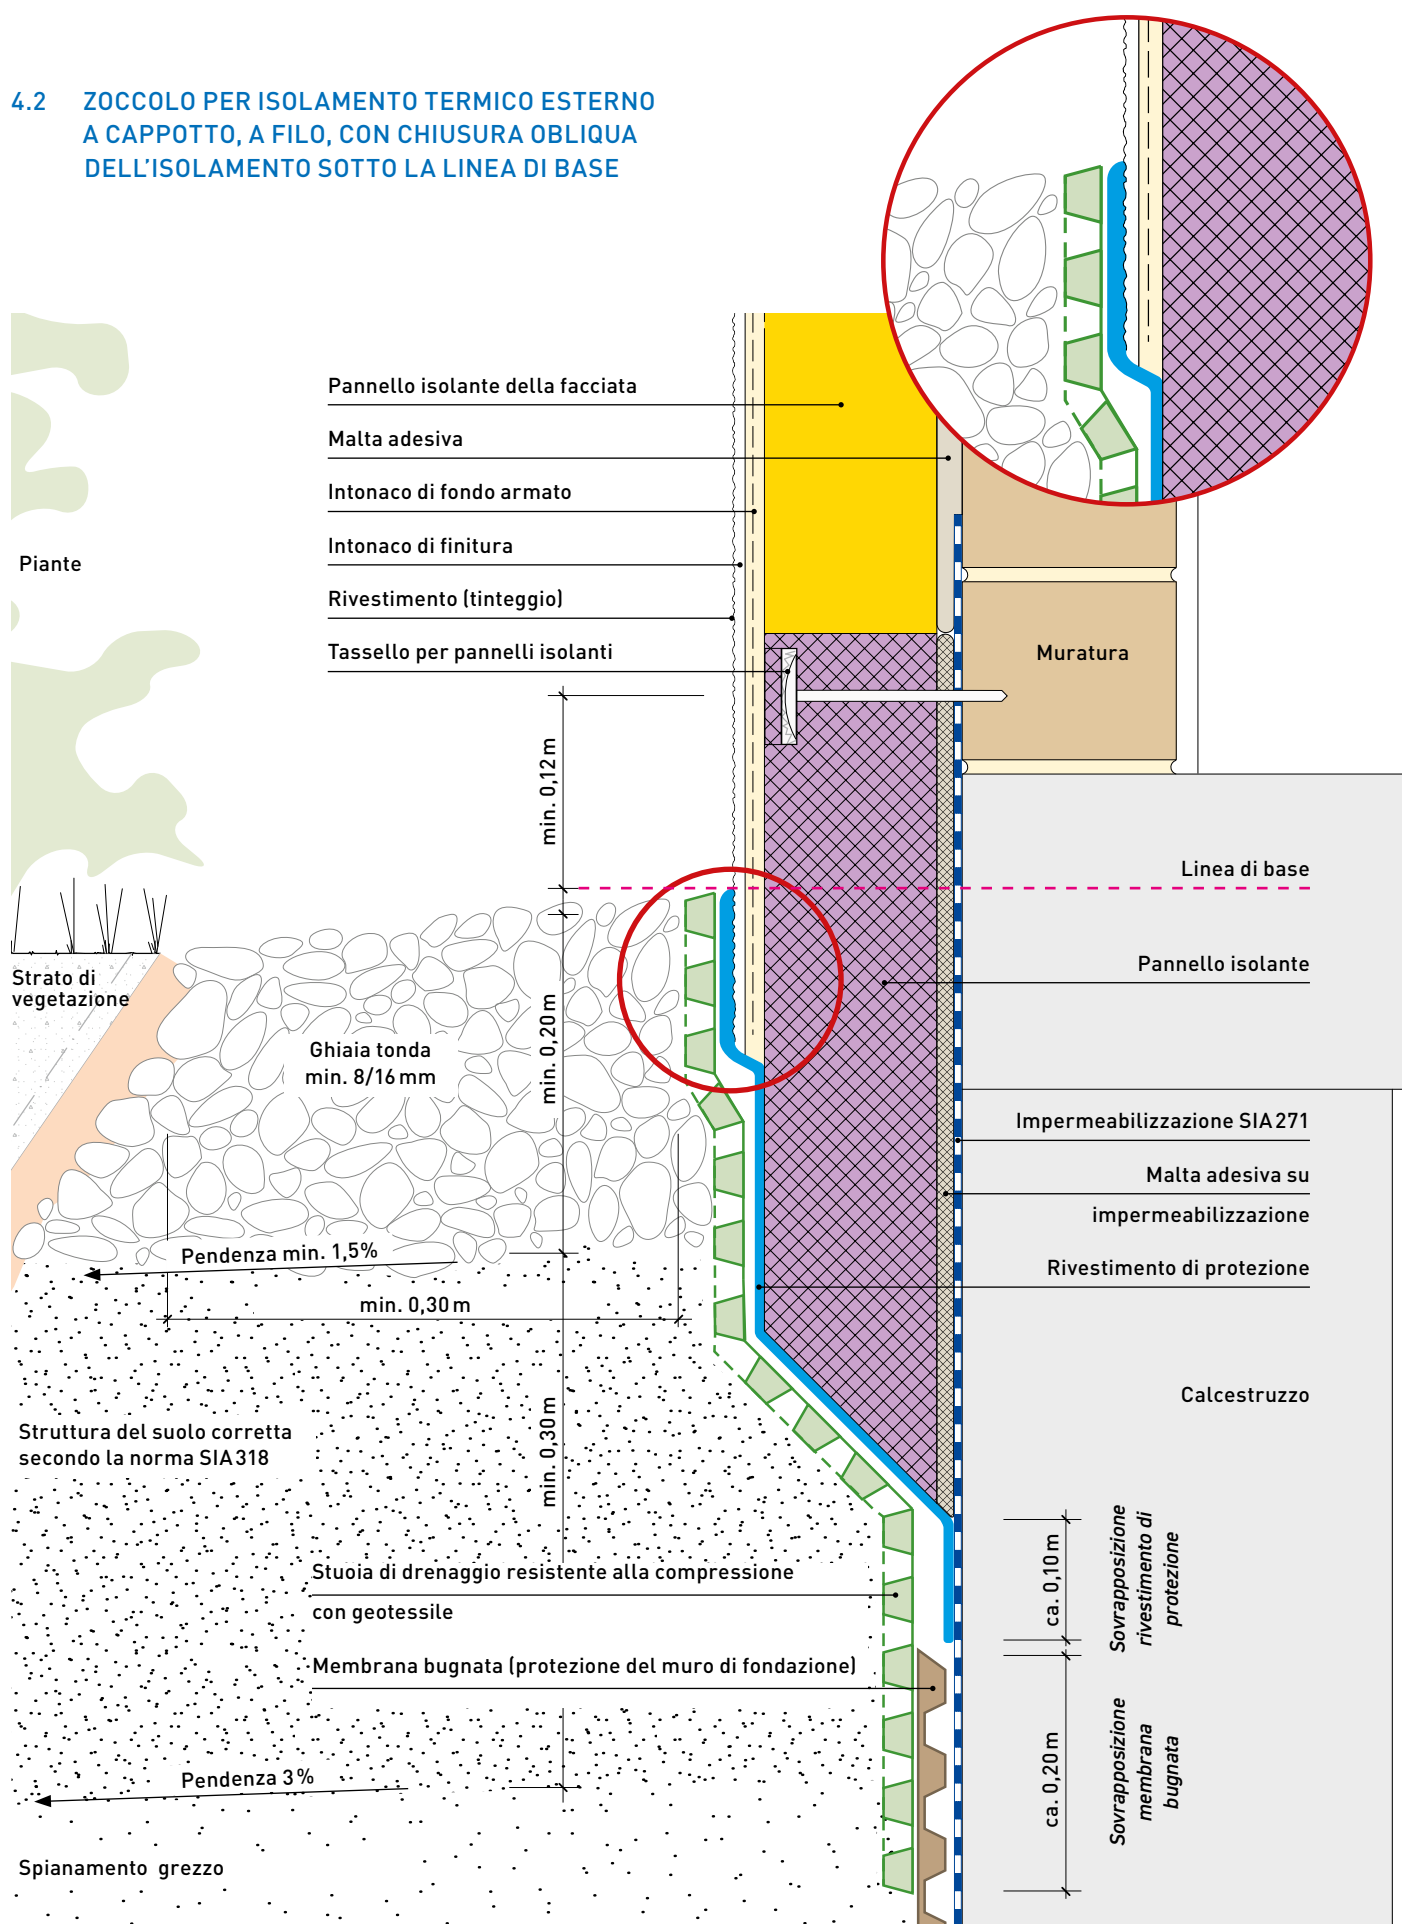 4.2 ZOCCOLO PER ISOLAMENTO TERMICO ESTERNO
A CAPPOTTO, A FILO, CON CHIUSURA OBLIQUA
DELL'ISOLAMENTO SOTTO LA LINEA DI BASE
Pannello isolante della facciata
Malta adesiva
Intonaco di fondo armato
Intonaco di finitura
Piante
Rivestimento (tinteggio)
Tassello per pannelli isolanti
Muratura
min. 0,12 m
Linea di base
Pannello isolante
Strato di
vegetazione
Ghiaia tonda
min. 8/16 mm
min. 0,20 m
Impermeabilizzazione SIA 271
Malta adesiva su
impermeabilizzazione
Pendenza min. 1,5%
Rivestimento di protezione
min. 0,30 m
Calcestruzzo
Struttura del suolo corretta
secondo la norma SIA 318
min. 0,30 m
Stuoia di drenaggio resistente alla compressione
con geotessile
ca. 0,10 m
Sovrapposizione
rivestimento di
protezione
Membrana bugnata (protezione del muro di fondazione)
ca. 0,20 m
Sovrapposizione
membrana
bugnata
Pendenza 3%
Spianamento grezzo